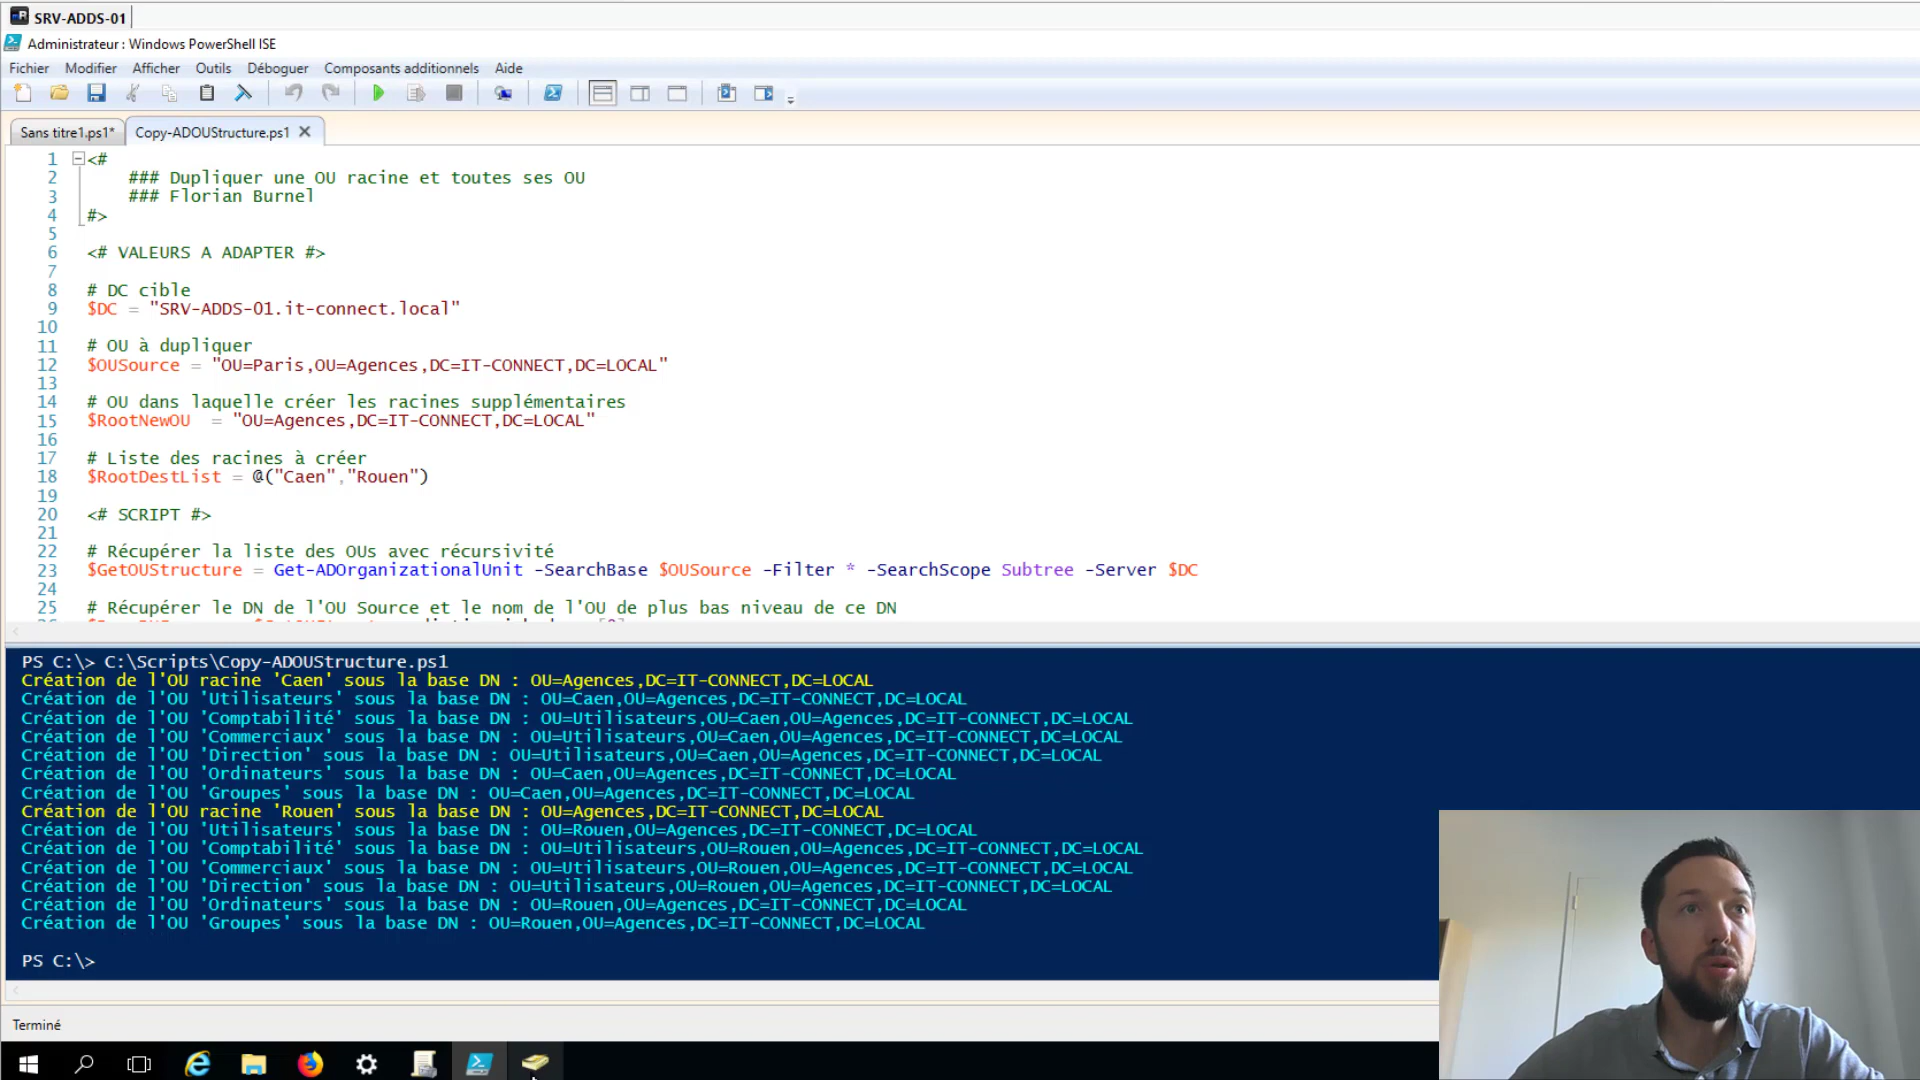 SRV-ADDS-01
Administrateur : Windows PowerShell ISE
Fichier Modifier Afficher Outils Déboguer Composants additionnels Aide
Sans titre1.ps1* Copy-ADOUStructure.ps1
1 <#
2 ### Dupliquer une OU racine et toutes ses OU
3 ### Florian Burnel
4 #>
5
6 <# VALEURS A ADAPTER #>
7
8 # DC cible
9 $DC = "SRV-ADDS-01.it-connect.local"
10
11 # OU à dupliquer
12 $OUSource = "OU=Paris,OU=Agences,DC=IT-CONNECT,DC=LOCAL"
13
14 # OU dans laquelle créer les racines supplémentaires
15 $RootNewOU = "OU=Agences,DC=IT-CONNECT,DC=LOCAL"
16
17 # Liste des racines à créer
18 $RootDestList = @("Caen","Rouen")
19
20 <# SCRIPT #>
21
22 # Récupérer la liste des OUs avec récursivité
23 $GetOUStructure = Get-ADOrganizationalUnit -SearchBase $OUSource -Filter * -SearchScope Subtree -Server $DC
24
25 # Récupérer le DN de l'OU Source et le nom de l'OU de plus bas niveau de ce DN
PS C:\> C:\Scripts\Copy-ADOUStructure.ps1
Création de l'OU racine 'Caen' sous la base DN : OU=Agences,DC=IT-CONNECT,DC=LOCAL
Création de l'OU 'Utilisateurs' sous la base DN : OU=Caen,OU=Agences,DC=IT-CONNECT,DC=LOCAL
Création de l'OU 'Comptabilité' sous la base DN : OU=Utilisateurs,OU=Caen,OU=Agences,DC=IT-CONNECT,DC=LOCAL
Création de l'OU 'Commerciaux' sous la base DN : OU=Utilisateurs,OU=Caen,OU=Agences,DC=IT-CONNECT,DC=LOCAL
Création de l'OU 'Direction' sous la base DN : OU=Utilisateurs,OU=Caen,OU=Agences,DC=IT-CONNECT,DC=LOCAL
Création de l'OU 'Ordinateurs' sous la base DN : OU=Caen,OU=Agences,DC=IT-CONNECT,DC=LOCAL
Création de l'OU 'Groupes' sous la base DN : OU=Caen,OU=Agences,DC=IT-CONNECT,DC=LOCAL
Création de l'OU racine 'Rouen' sous la base DN : OU=Agences,DC=IT-CONNECT,DC=LOCAL
Création de l'OU 'Utilisateurs' sous la base DN : OU=Rouen,OU=Agences,DC=IT-CONNECT,DC=LOCAL
Création de l'OU 'Comptabilité' sous la base DN : OU=Utilisateurs,OU=Rouen,OU=Agences,DC=IT-CONNECT,DC=LOCAL
Création de l'OU 'Commerciaux' sous la base DN : OU=Utilisateurs,OU=Rouen,OU=Agences,DC=IT-CONNECT,DC=LOCAL
Création de l'OU 'Direction' sous la base DN : OU=Utilisateurs,OU=Rouen,OU=Agences,DC=IT-CONNECT,DC=LOCAL
Création de l'OU 'Ordinateurs' sous la base DN : OU=Rouen,OU=Agences,DC=IT-CONNECT,DC=LOCAL
Création de l'OU 'Groupes' sous la base DN : OU=Rouen,OU=Agences,DC=IT-CONNECT,DC=LOCAL
PS C:\>
Terminé